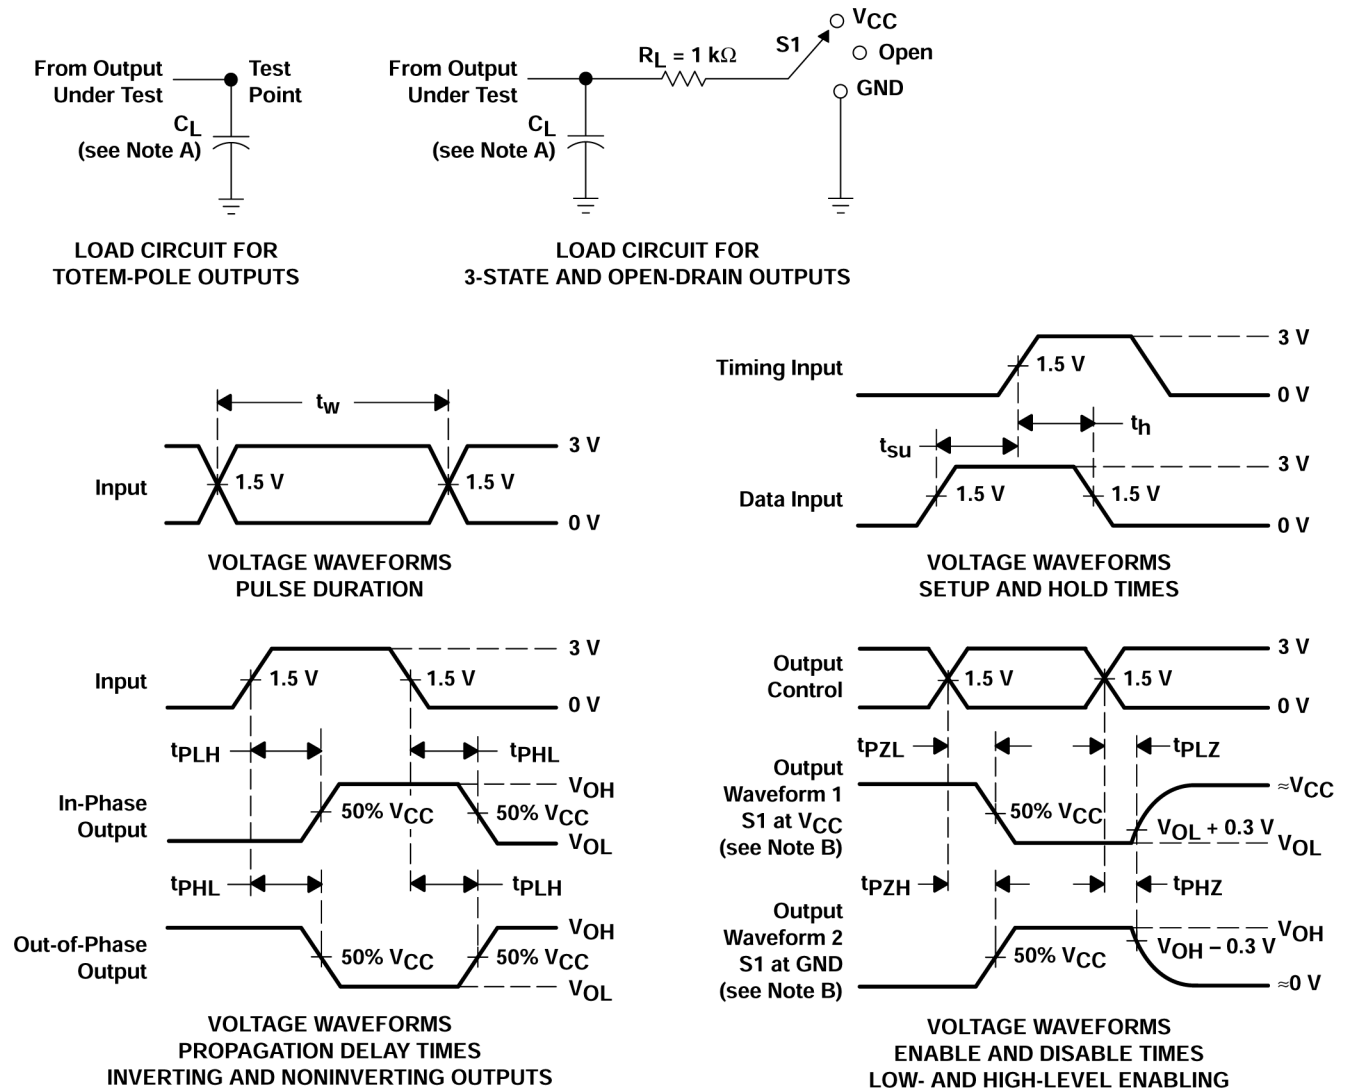 From Output
Under Test
Test
Point
CL
(see Note A)
LOAD CIRCUIT FOR
TOTEM-POLE OUTPUTS
From Output
Under Test
RL = 1 kΩ
S1
VCC
Open
GND
CL
(see Note A)
LOAD CIRCUIT FOR
3-STATE AND OPEN-DRAIN OUTPUTS
tw
Input
1.5 V
1.5 V
3 V
0 V
VOLTAGE WAVEFORMS
PULSE DURATION
Timing Input
1.5 V
3 V
0 V
th
tsu
Data Input
1.5 V
1.5 V
3 V
0 V
VOLTAGE WAVEFORMS
SETUP AND HOLD TIMES
Input
1.5 V
1.5 V
3 V
0 V
tPLH
tPHL
In-Phase
Output
50% VCC
50% VCC
VOH
VOL
tPHL
tPLH
Out-of-Phase
Output
50% VCC
50% VCC
VOH
VOL
VOLTAGE WAVEFORMS
PROPAGATION DELAY TIMES
INVERTING AND NONINVERTING OUTPUTS
Output
Control
1.5 V
1.5 V
3 V
0 V
tPZL
tPLZ
Output
Waveform 1
S1 at VCC
(see Note B)
50% VCC
VOL + 0.3 V
≈VCC
VOL
tPZH
tPHZ
Output
Waveform 2
S1 at GND
(see Note B)
50% VCC
VOH − 0.3 V
VOH
≈0 V
VOLTAGE WAVEFORMS
ENABLE AND DISABLE TIMES
LOW- AND HIGH-LEVEL ENABLING